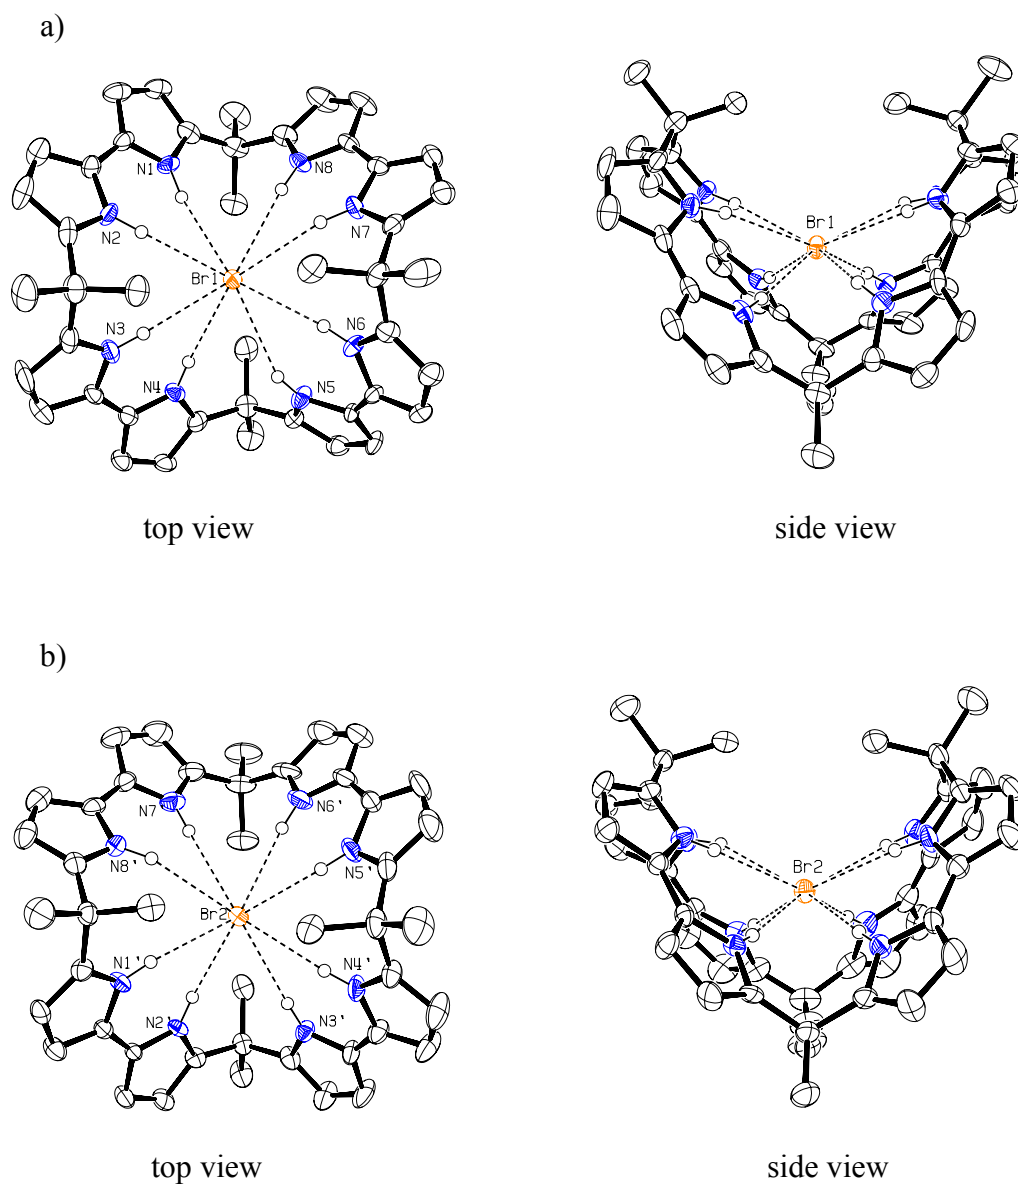 a)
N1
N8
N2
N7
Br1
N3
N6
N4
N5
Br1
top view
side view
b)
N7
N6'
N8'
N5'
Br2
N1'
N4'
N2'
N3'
Br2
top view
side view